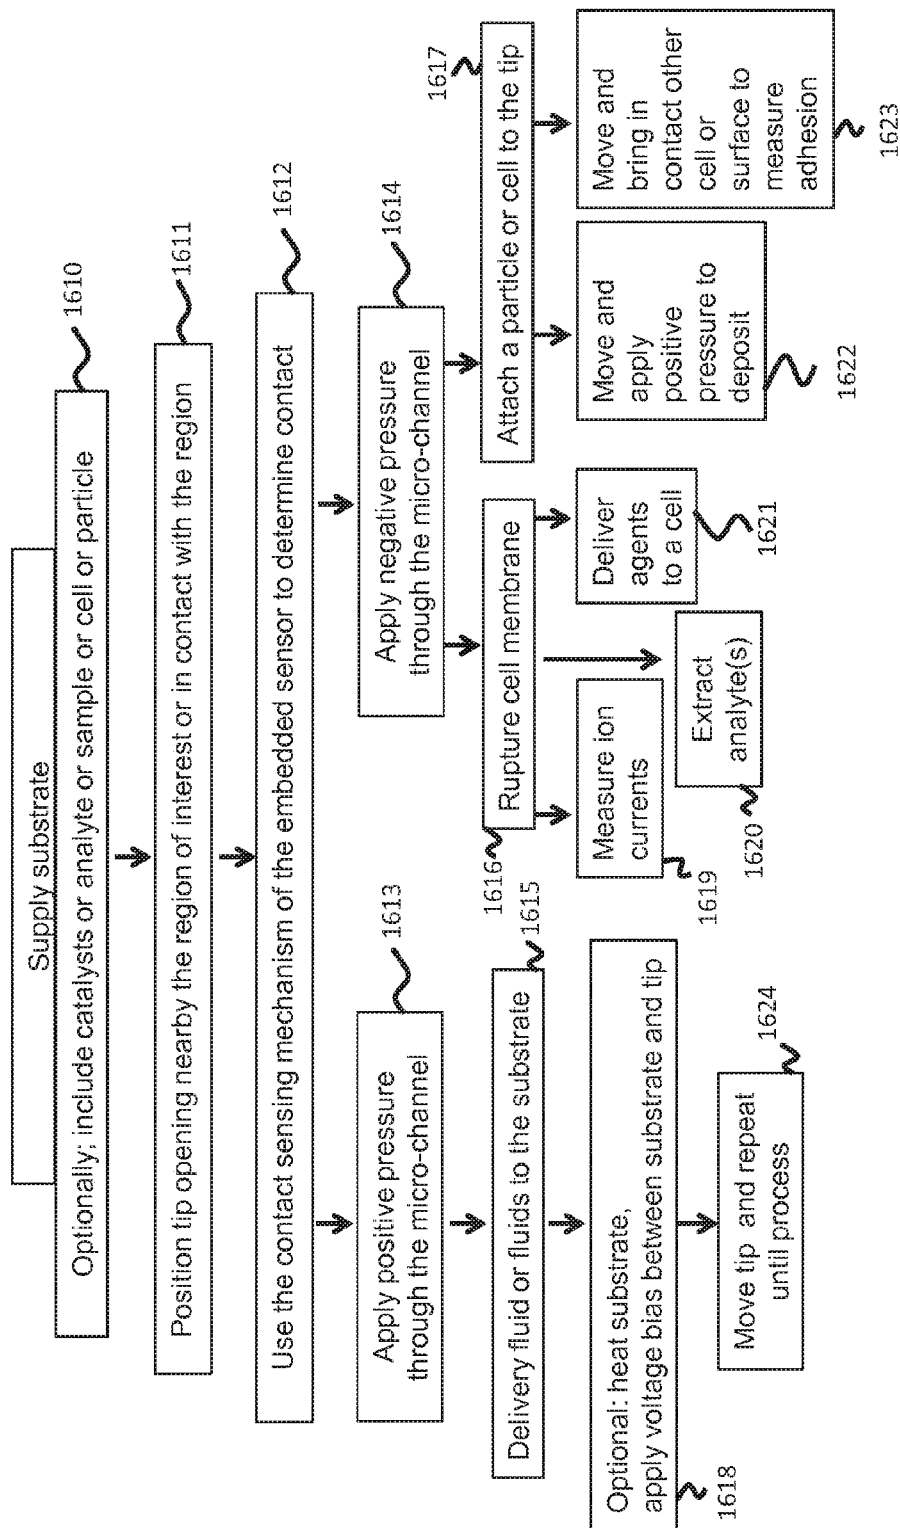 Supply substrate
Optionally; include catalysts or analyte or sample or cell or particle
1610
Position tip opening nearby the region of interest or in contact with the region
1611
Use the contact sensing mechanism of the embedded sensor to determine contact
1612
Apply positive pressure
through the micro-channel
1613
Apply negative pressure
through the micro-channel
1614
Delivery fluid or fluids to the substrate
1615
1616
Rupture cell membrane
Attach a particle or cell to the tip
1617
Optional: heat substrate,
apply voltage bias between substrate and tip
1618
Measure ion
currents
1619
Extract
analyte(s)
1620
Deliver
agents
to a cell
1621
Move and
apply
positive
pressure to
deposit
1622
Move and
bring in
contact other
cell or
surface to
measure
adhesion
1623
Move tip and repeat
until process
1624